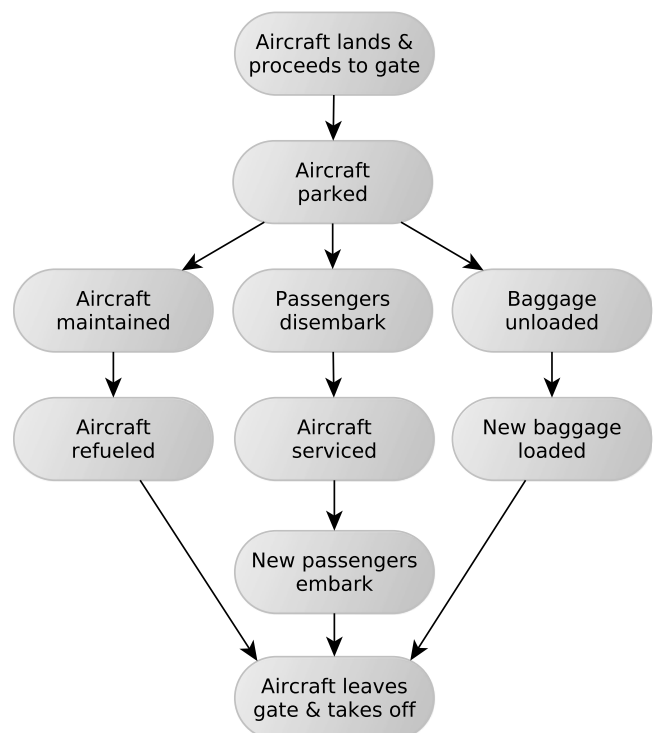 Aircraft lands &
proceeds to gate
Aircraft
parked
Aircraft
maintained
Passengers
disembark
Baggage
unloaded
Aircraft
refueled
Aircraft
serviced
New baggage
loaded
New passengers
embark
Aircraft leaves
gate & takes off